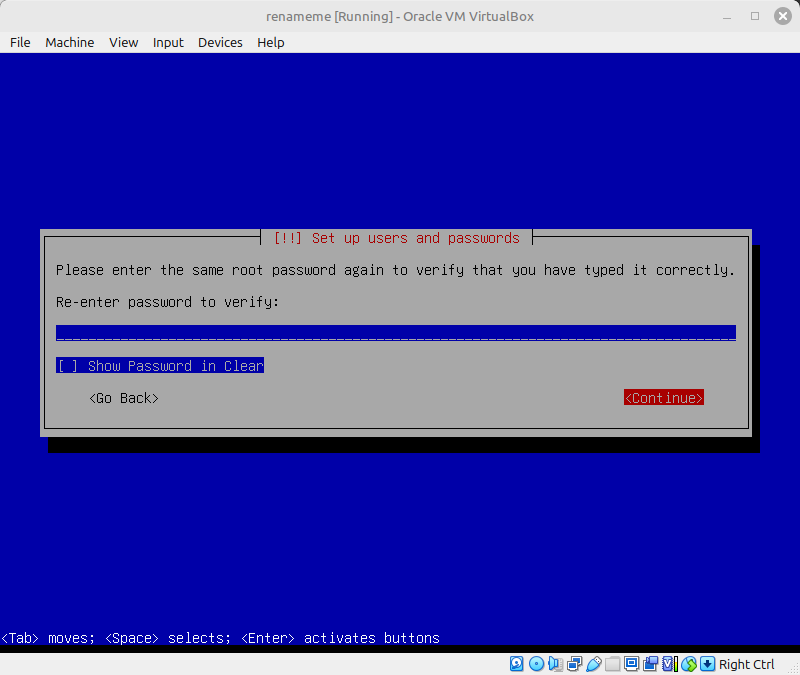 renameme [Running] - Oracle VM VirtualBox
File Machine View Input Devices Help
[!!] Set up users and passwords
Please enter the same root password again to verify that you have typed it correctly.
Re-enter password to verify:
[ ] Show Password in Clear
<Go Back> <Continue>
<Tab> moves; <Space> selects; <Enter> activates buttons
Right Ctrl